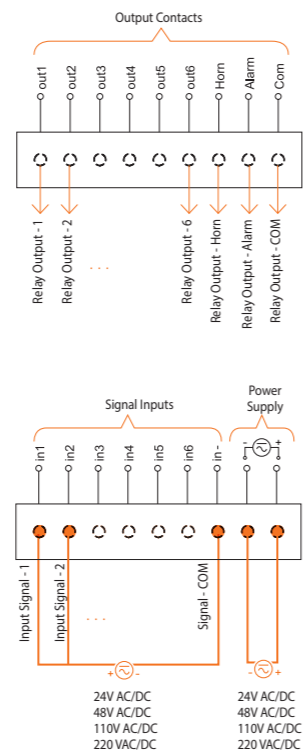 Output Contacts
out1
out2
out3
out4
out5
out6
Horn
Alarm
Com
Relay Output - 1
Relay Output - 2
. . .
Relay Output - 6
Relay Output - Horn
Relay Output - Alarm
Relay Output - COM
Signal Inputs
Power
Supply
- +
in1
in2
in3
in4
in5
in6
in -
Input Signal - 1
Input Signal - 2
. . .
Signal - COM
+ -
- +
24V AC/DC
48V AC/DC
110V AC/DC
220 VAC/DC
24V AC/DC
48V AC/DC
110V AC/DC
220 VAC/DC